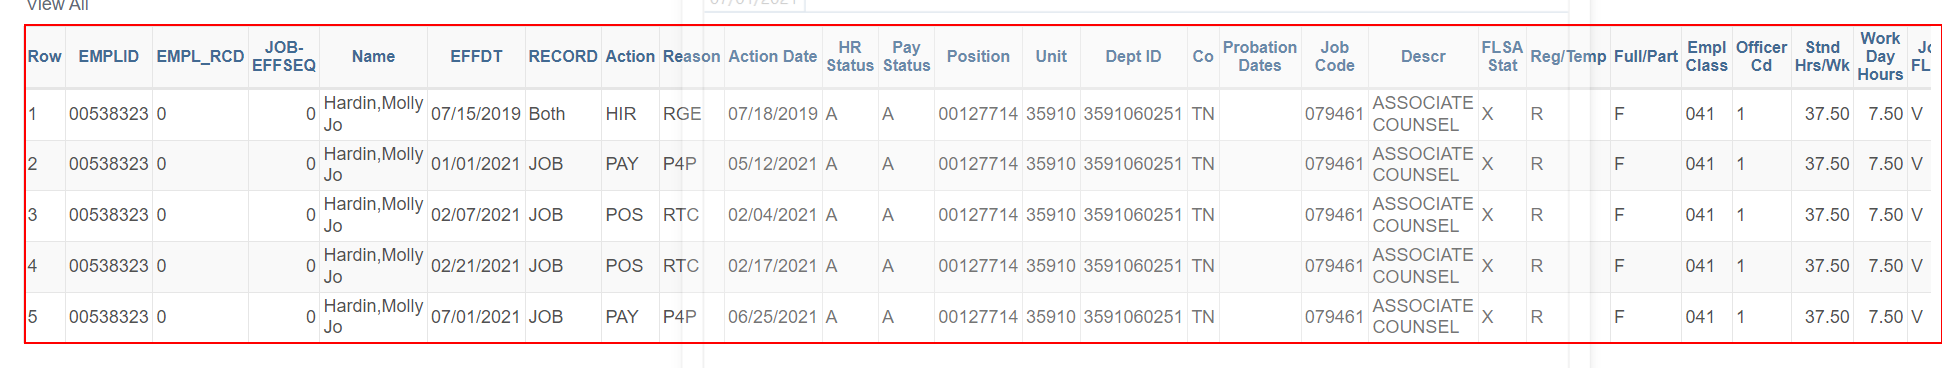 View All
07/01/2021
Row EMPLID EMPL_RCD JOB-EFFSEQ Name EFFDT RECORD Action Reason Action Date HR Status Pay Status Position Unit Dept ID Co Probation Dates Job Code Descr FLSA Stat Reg/Temp Full/Part Empl Class Officer Cd Stnd Hrs/Wk Work Day Hours
1 00538323 0 0 Hardin,Molly Jo 07/15/2019 Both HIR RGE 07/18/2019 A A 00127714 35910 3591060251 TN 079461 ASSOCIATE COUNSEL X R F 041 1 37.50 7.50 V
2 00538323 0 0 Hardin,Molly Jo 01/01/2021 JOB PAY P4P 05/12/2021 A A 00127714 35910 3591060251 TN 079461 ASSOCIATE COUNSEL X R F 041 1 37.50 7.50 V
3 00538323 0 0 Hardin,Molly Jo 02/07/2021 JOB POS RTC 02/04/2021 A A 00127714 35910 3591060251 TN 079461 ASSOCIATE COUNSEL X R F 041 1 37.50 7.50 V
4 00538323 0 0 Hardin,Molly Jo 02/21/2021 JOB POS RTC 02/17/2021 A A 00127714 35910 3591060251 TN 079461 ASSOCIATE COUNSEL X R F 041 1 37.50 7.50 V
5 00538323 0 0 Hardin,Molly Jo 07/01/2021 JOB PAY P4P 06/25/2021 A A 00127714 35910 3591060251 TN 079461 ASSOCIATE COUNSEL X R F 041 1 37.50 7.50 V